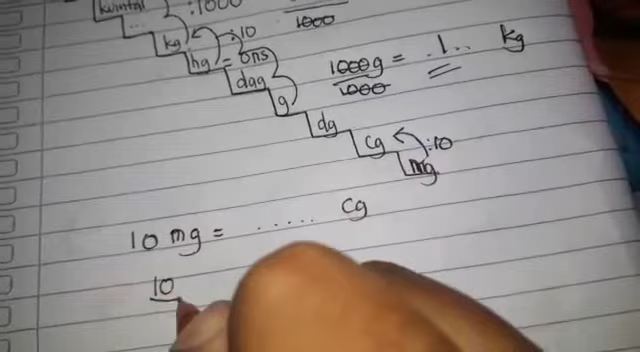 kwintal :1000
... 1000
kg :10
hg = ons 1000g = .1.. kg
dag 1000
g
dg
cg :10
mg
10 mg = ...... cg
10